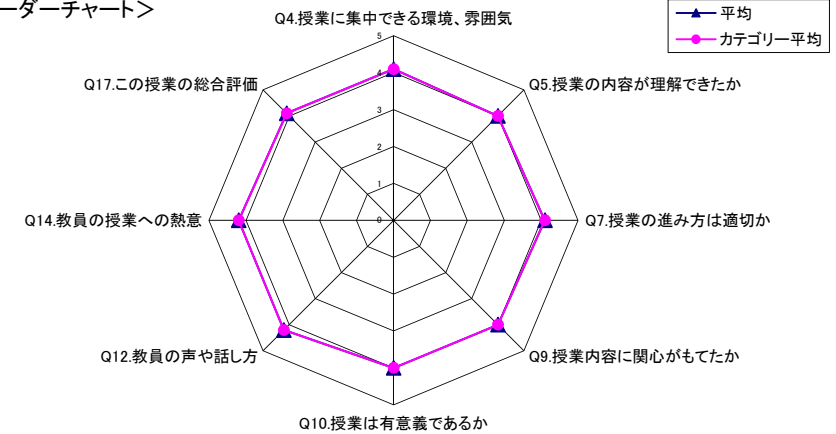 ーダーチャート＞
平均
カテゴリー平均
Q4.授業に集中できる環境、雰囲気
Q5.授業の内容が理解できたか
Q7.授業の進み方は適切か
Q9.授業内容に関心がもてたか
Q10.授業は有意義であるか
Q12.教員の声や話し方
Q14.教員の授業への熱意
Q17.この授業の総合評価
5
4
3
2
1
0